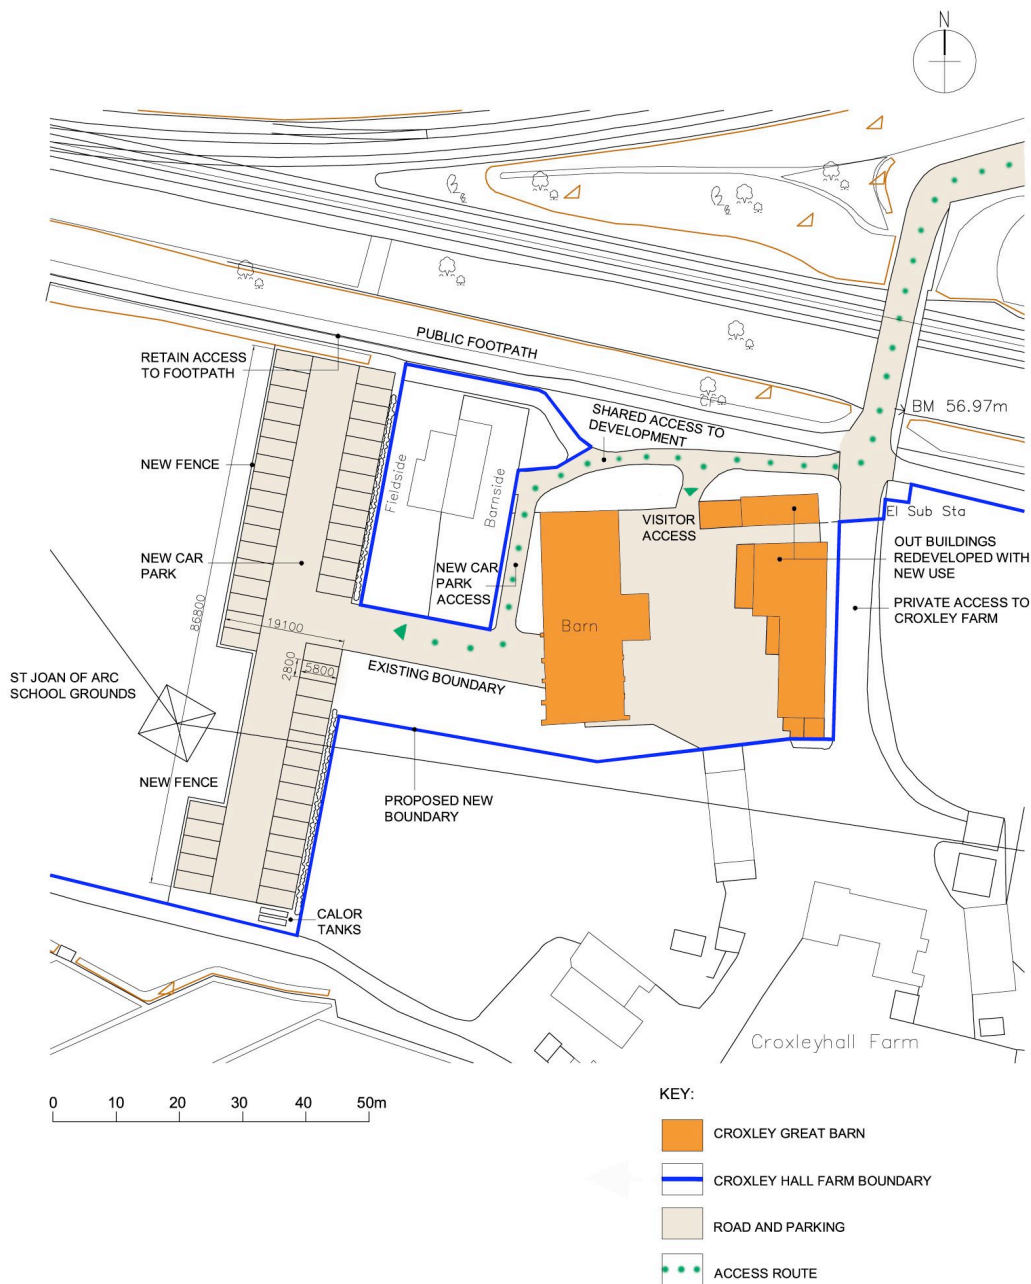 N
PUBLIC FOOTPATH
RETAIN ACCESS
TO FOOTPATH
CF
BM 56.97m
SHARED ACCESS TO
DEVELOPMENT
NEW FENCE
Fieldside
Barnside
VISITOR
ACCESS
El Sub Sta
OUT BUILDINGS
REDEVELOPED WITH
NEW USE
NEW CAR
PARK
NEW CAR
PARK
ACCESS
PRIVATE ACCESS TO
CROXLEY FARM
86800
19100
Barn
2800
5800
EXISTING BOUNDARY
ST JOAN OF ARC
SCHOOL GROUNDS
NEW FENCE
PROPOSED NEW
BOUNDARY
CALOR
TANKS
Croxleyhall Farm
0 10 20 30 40 50m
KEY:
CROXLEY GREAT BARN
CROXLEY HALL FARM BOUNDARY
ROAD AND PARKING
ACCESS ROUTE